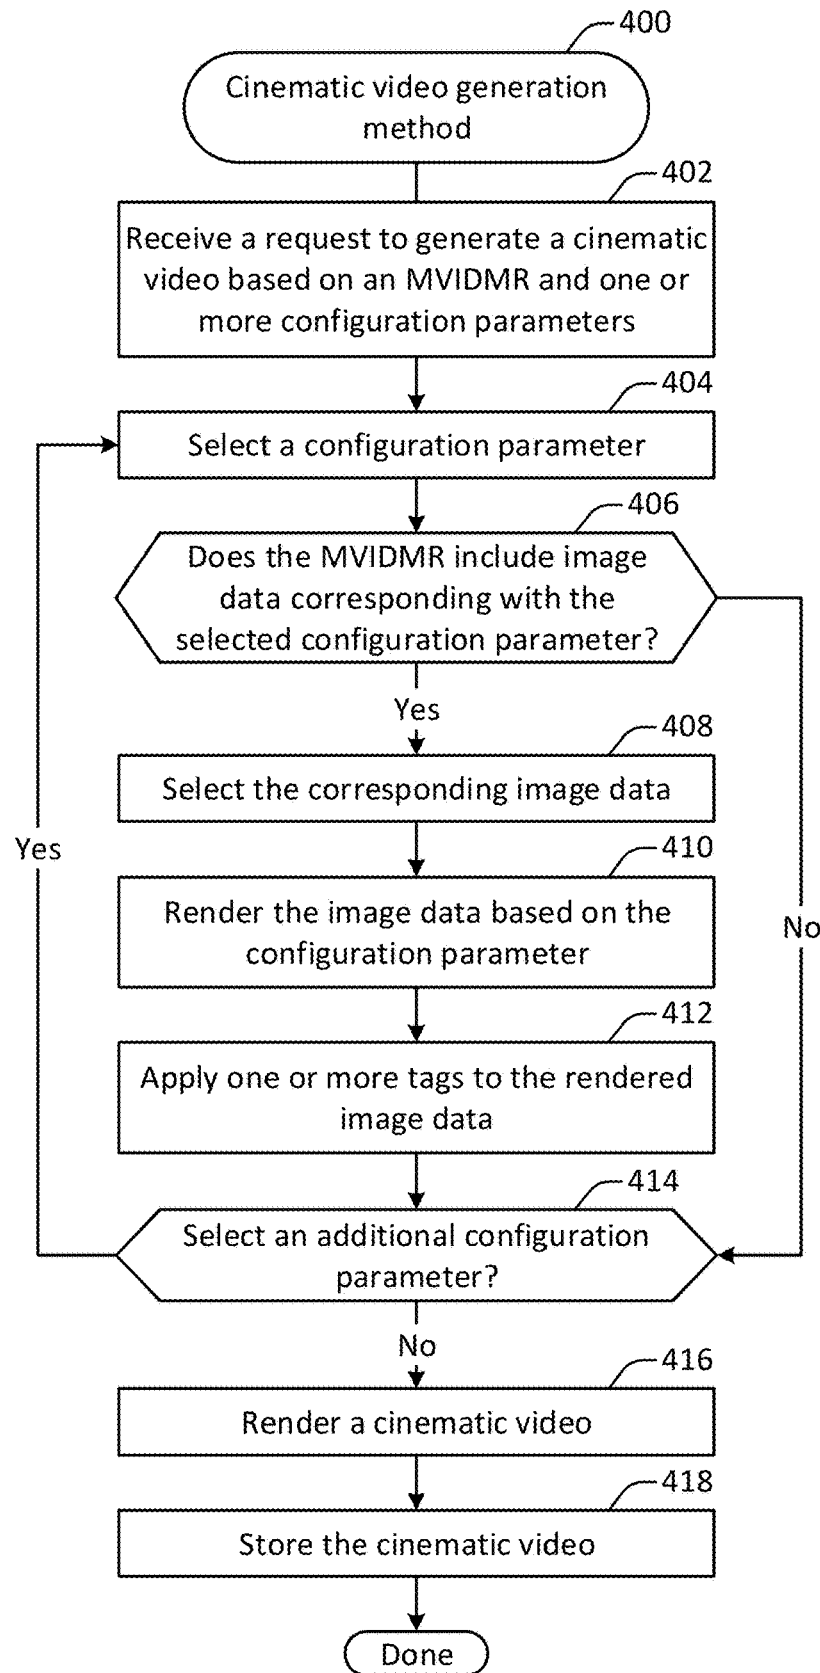 400
Cinematic video generation
method
402
Receive a request to generate a cinematic
video based on an MVIDMR and one or
more configuration parameters
404
Select a configuration parameter
406
Does the MVIDMR include image
data corresponding with the
selected configuration parameter?
Yes
408
Select the corresponding image data
Yes
410
Render the image data based on the
configuration parameter
No
412
Apply one or more tags to the rendered
image data
414
Select an additional configuration
parameter?
No
416
Render a cinematic video
418
Store the cinematic video
Done